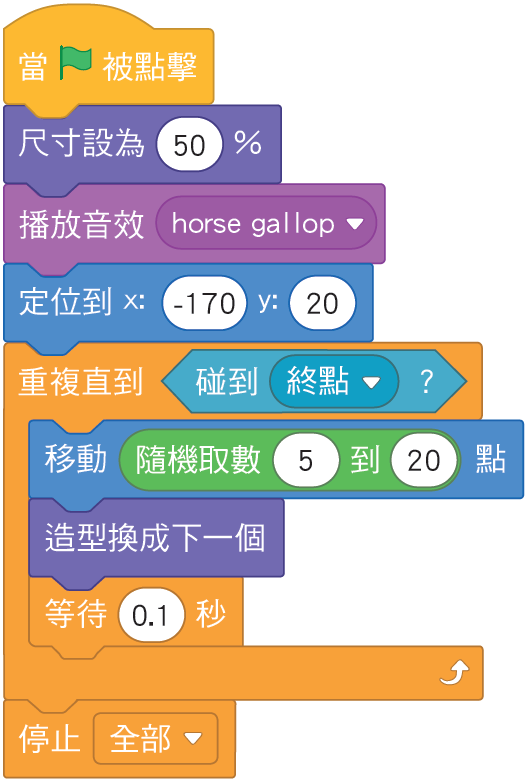 當 被點擊
尺寸設為 50 %
播放音效 horse gallop
定位到 x: -170 y: 20
重複直到 碰到 終點 ?
移動 隨機取數 5 到 20 點
造型換成下一個
等待 0.1 秒
停止 全部